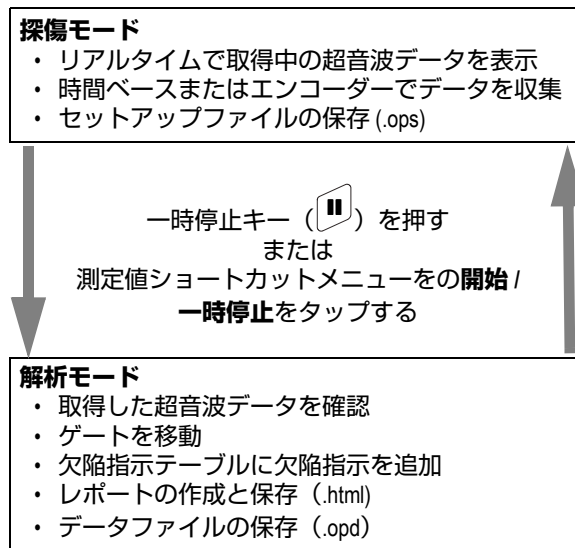 探傷モード
・ リアルタイムで取得中の超音波データを表示
・ 時間ベースまたはエンコーダーでデータを収集
・ セットアップファイルの保存 (.ops)
一時停止キー（）を押す
または
測定値ショートカットメニューをの開始 /
一時停止をタップする
解析モード
・ 取得した超音波データを確認
・ ゲートを移動
・ 欠陥指示テーブルに欠陥指示を追加
・ レポートの作成と保存（.html)
・ データファイルの保存（.opd）